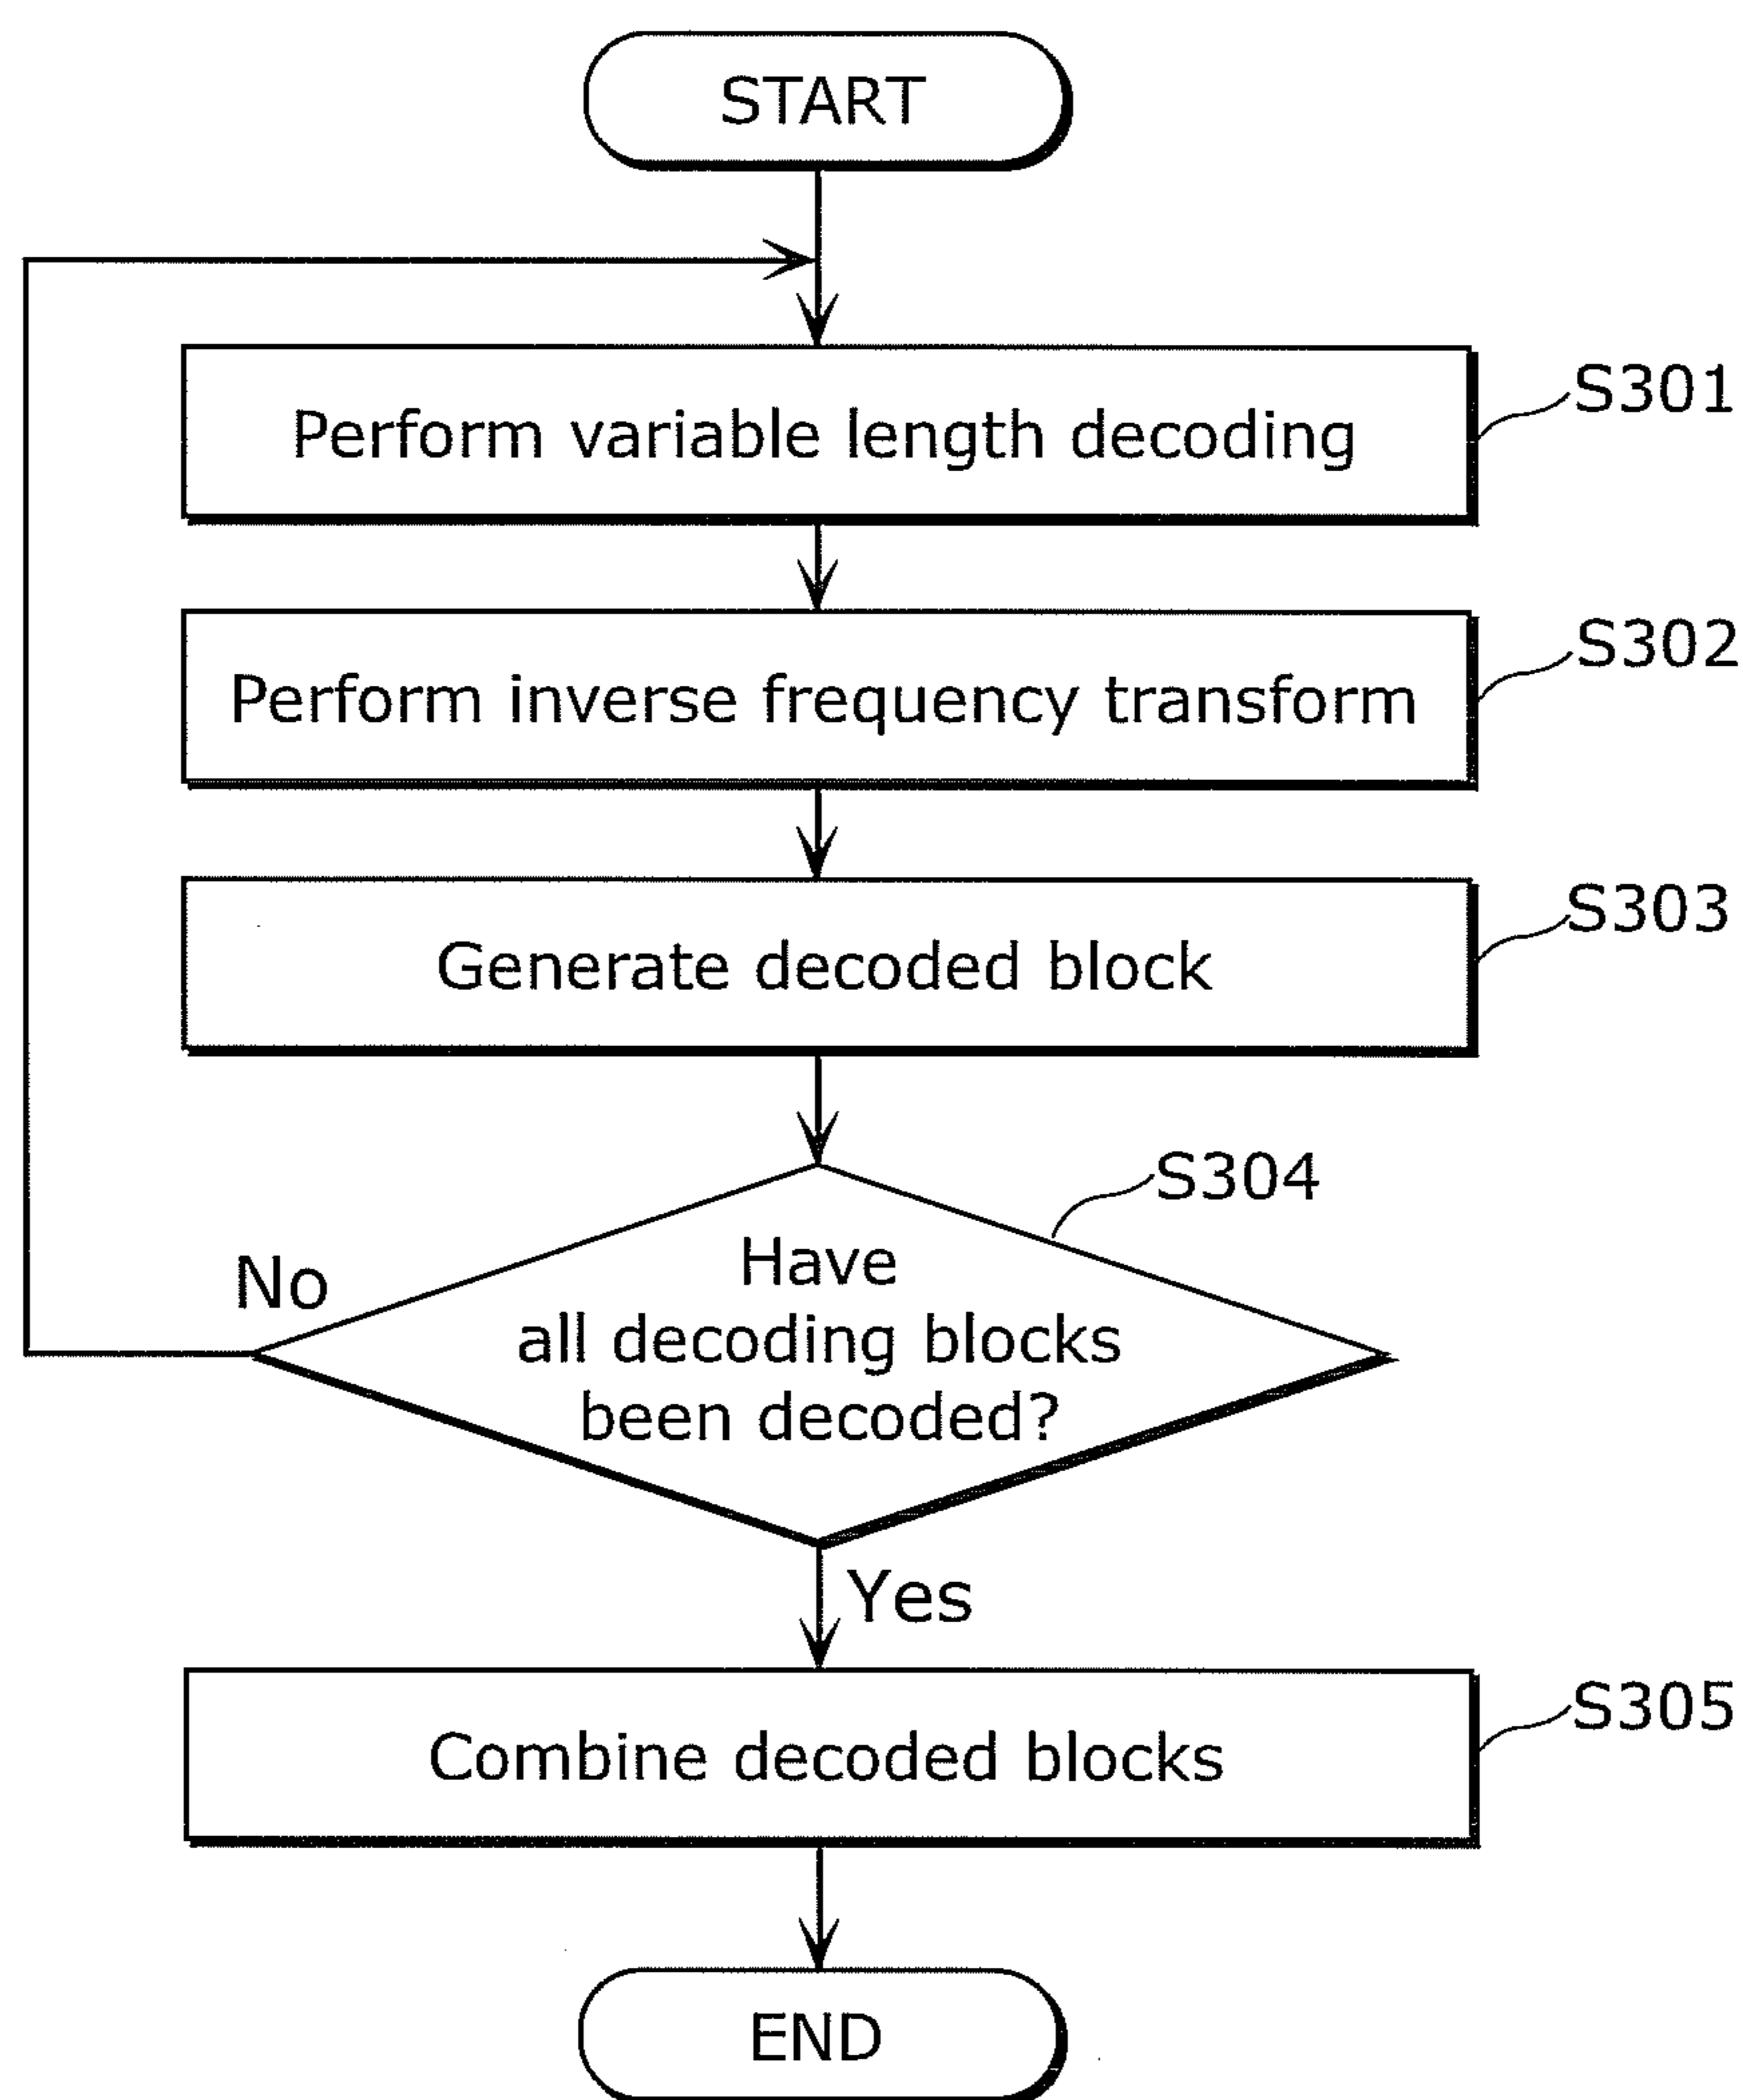 START
Perform variable length decoding
S301
Perform inverse frequency transform
S302
Generate decoded block
S303
S304
Have
all decoding blocks
been decoded?
No
Yes
Combine decoded blocks
S305
END